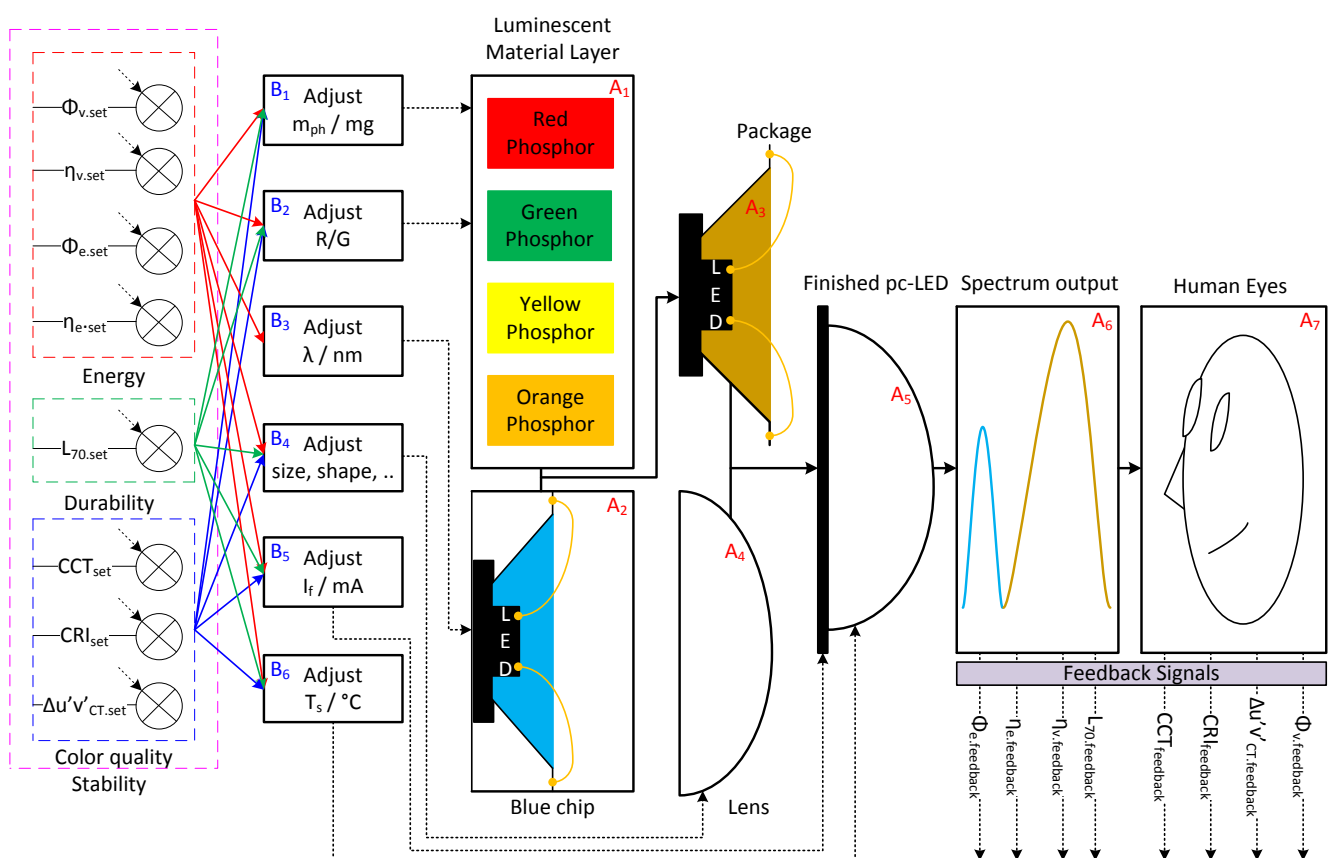 Φv.set
ηv.set
Φe.set
ηe·set
Energy
L70.set
Durability
CCTset
CRIset
Δu'v'CT.set
Color quality
Stability
B1 Adjust
mph / mg
B2 Adjust
R/G
B3 Adjust
λ / nm
B4 Adjust
size, shape, ..
B5 Adjust
If / mA
B6 Adjust
Ts / °C
Luminescent
Material Layer
A1
Red
Phosphor
Green
Phosphor
Yellow
Phosphor
Orange
Phosphor
A2
L
E
D
Blue chip
Package
A3
L
E
D
A4
Lens
Finished pc-LED
A5
Spectrum output
A6
Human Eyes
A7
Feedback Signals
Φe.feedback
ηe.feedback
ηv.feedback
L70.feedback
CCTfeedback
CRIfeedback
Δu'v'CT.feedback
Φv.feedback